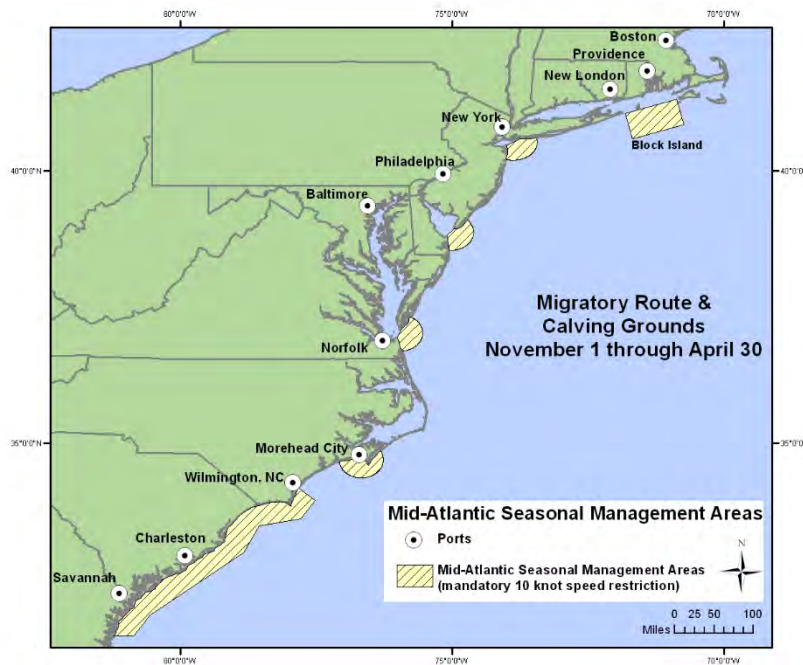 80°0'0"W
75°0'0"W
70°0'0"W
Boston
Providence
New London
New York
Block Island
40°0'0"N
40°0'0"N
Philadelphia
Baltimore
Migratory Route &
Calving Grounds
November 1 through April 30
Norfolk
35°0'0"N
35°0'0"N
Morehead City
Wilmington, NC
Charleston
Savannah
Mid-Atlantic Seasonal Management Areas
Ports
Mid-Atlantic Seasonal Management Areas
(mandatory 10 knot speed restriction)
N
0 25 50 100
Miles
80°0'0"W
75°0'0"W
70°0'0"W